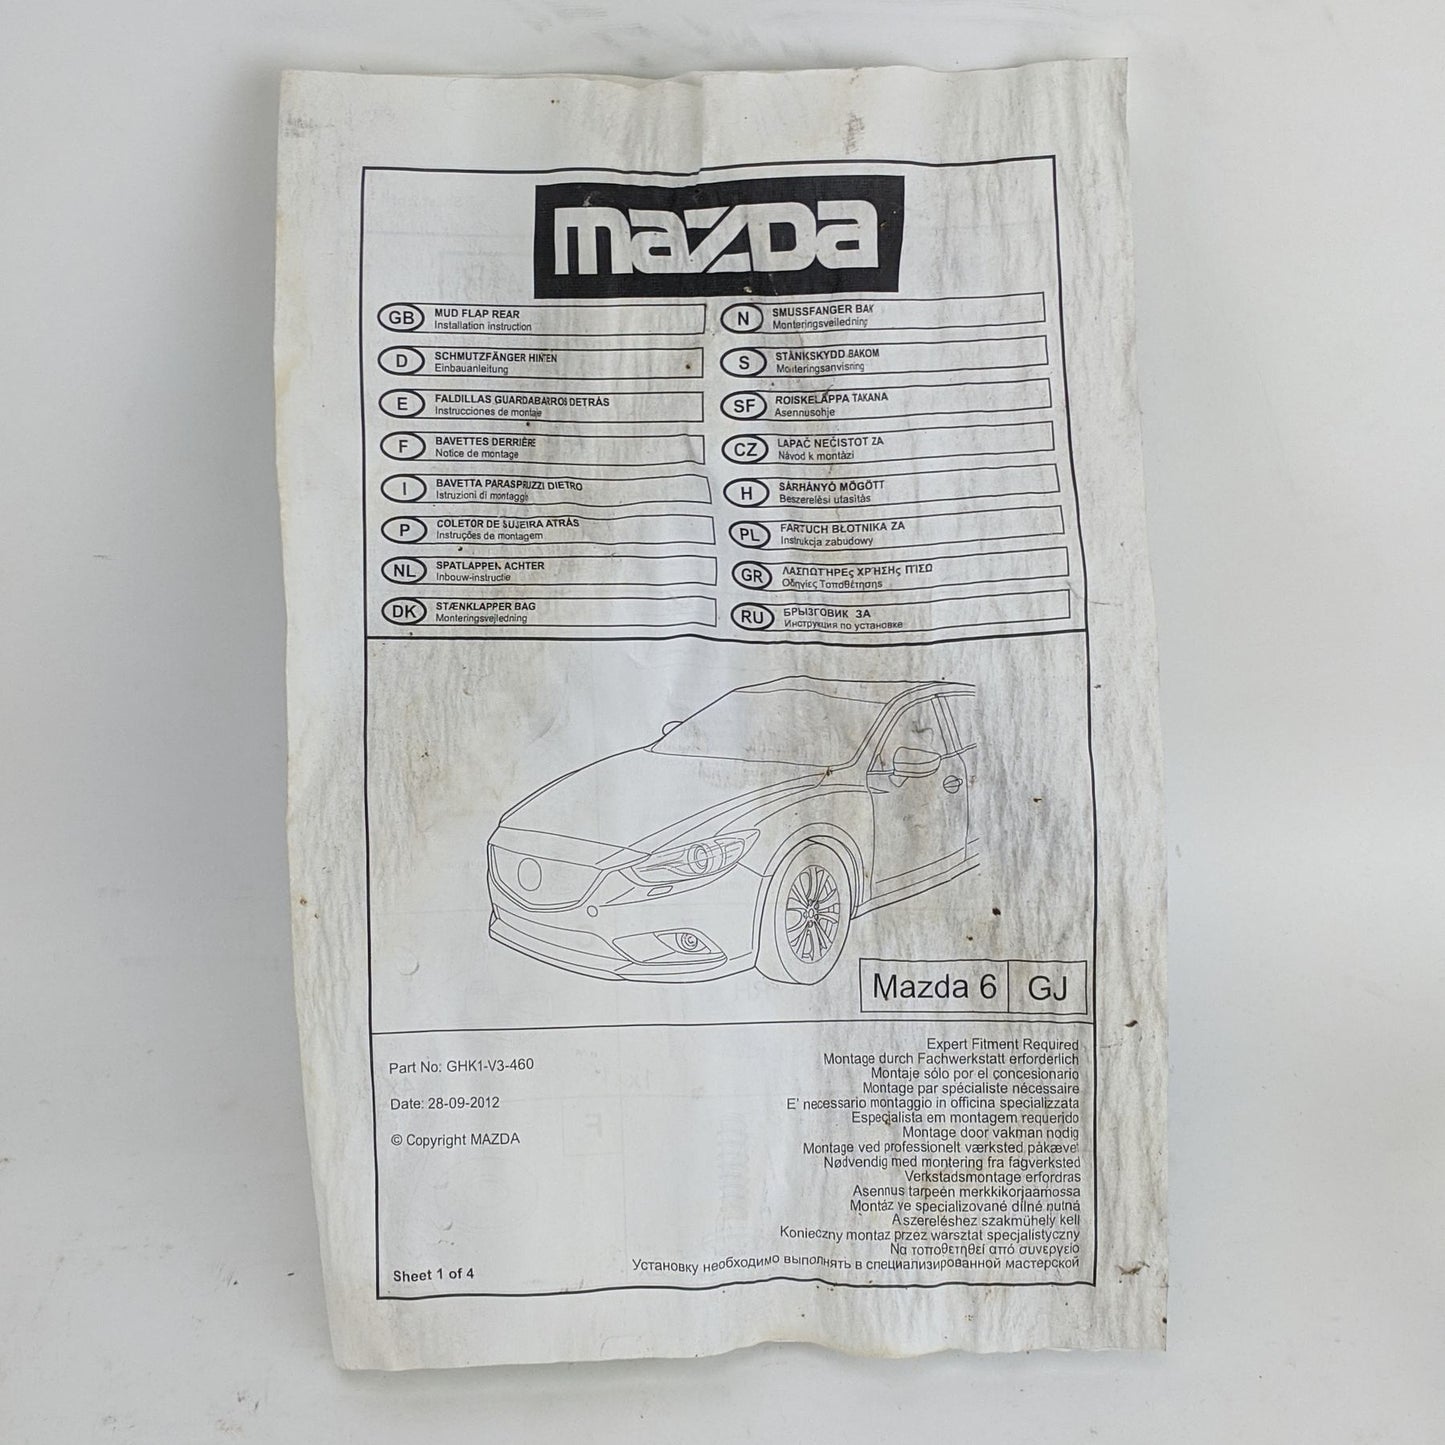 mazda
GB
MUD FLAP REAR
Installation instruction
D
SCHMUTZFÄNGER HINTEN
Einbauanleitung
E
FALDILLAS GUARDABARROS DETRÁS
Instrucciones de montaje
F
BAVETTES DERRIÈRE
Notice de montage
I
BAVETTA PARASPRUZZI DIETRO
Istruzioni di montaggio
P
COLETOR DE SUJEIRA ATRÁS
Instruções de montagem
NL
SPATLAPPEN ACHTER
Inbouw-instructie
DK
STÆNKLAPPER BAG
Monteringsvejledning
N
SMUSSFANGER BAK
Monteringsveiledning
S
STÄNKSKYDD BAKOM
Monteringsanvisning
SF
ROISKELÄPPA TAKANA
Asennusohje
CZ
LAPAČ NEČISTOT ZA
Návod k montàzi
H
SÁRHÁNYÓ MÖGÖTT
Beszerelési utasítás
PL
FARTUCH BŁOTNIKA ZA
Instrukcja zabudowy
GR
ΛΑΣΠΩΤΗΡΕς ΧΡΉΣΗς ΠΊΣΩ
Οδηγίες Τοποθέτησης
RU
БРЫЗГОВИК ЗА
Инструкция по установке
Mazda 6 GJ
Part No: GHK1-V3-460
Date: 28-09-2012
© Copyright MAZDA
Sheet 1 of 4
Expert Fitment Required
Montage durch Fachwerkstatt erforderlich
Montaje sólo por el concesionario
Montage par spécialiste nécessaire
E' necessario montaggio in officina specializzata
Especjalista em montagem requerido
Montage door vakman nodig
Montage ved professionelt værksted påkævet
Nødvendig med montering fra fagverksted
Verkstadsmontage erfordras
Asennus tarpeen merkkikorjaamossa
Montáz ve specializované dílné nutná
A szereléshez szakmühely kell
Konieczny montaz przez warsztat specjalistyczny
Να τοποθετηθεί από συνεργείο
Установку необходимо выполнять в специализированной мастерской